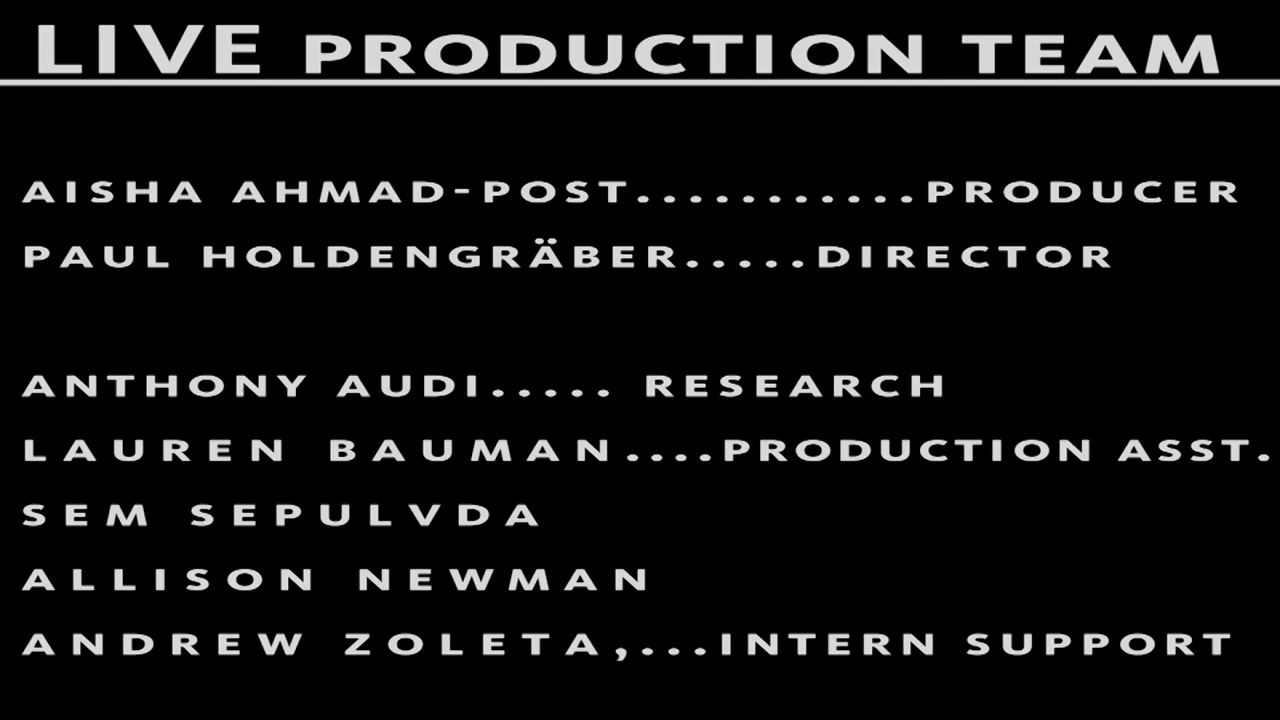 LIVE PRODUCTION TEAM
AISHA AHMAD-POST...........PRODUCER
PAUL HOLDENGRÄBER.....DIRECTOR
ANTHONY AUDI..... RESEARCH
LAUREN BAUMAN....PRODUCTION ASST.
SEM SEPULVDA
ALLISON NEWMAN
ANDREW ZOLETA,...INTERN SUPPORT